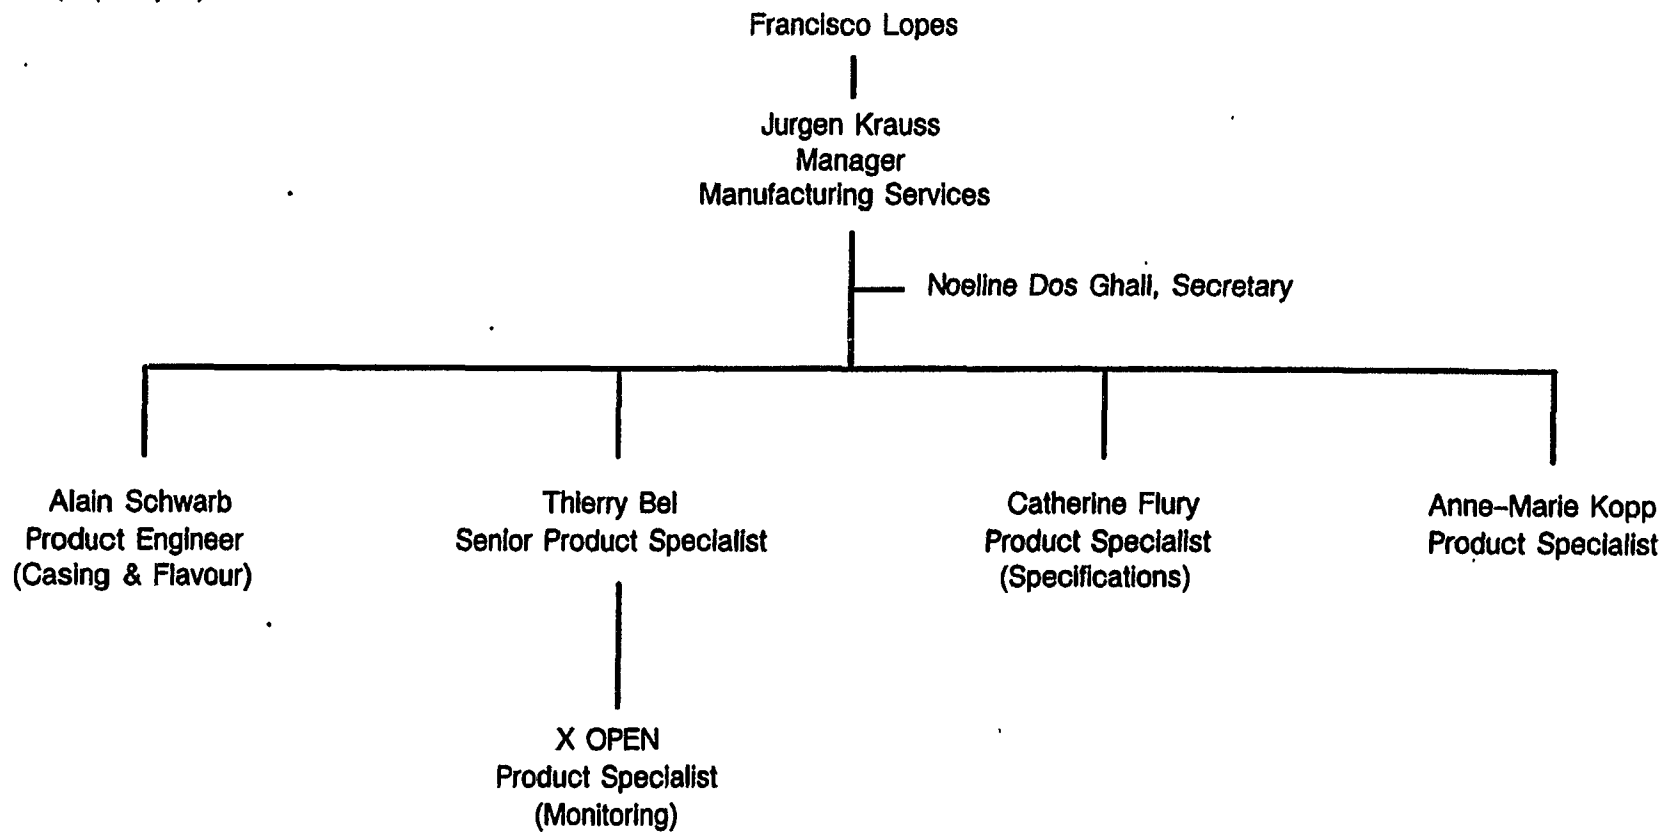 Francisco Lopes
Jurgen Krauss
Manager
Manufacturing Services
Noeline Dos Ghali, Secretary
Alain Schwarb
Product Engineer
(Casing & Flavour)
Thierry Bel
Senior Product Specialist
Catherine Flury
Product Specialist
(Specifications)
Anne-Marie Kopp
Product Specialist
X OPEN
Product Specialist
(Monitoring)